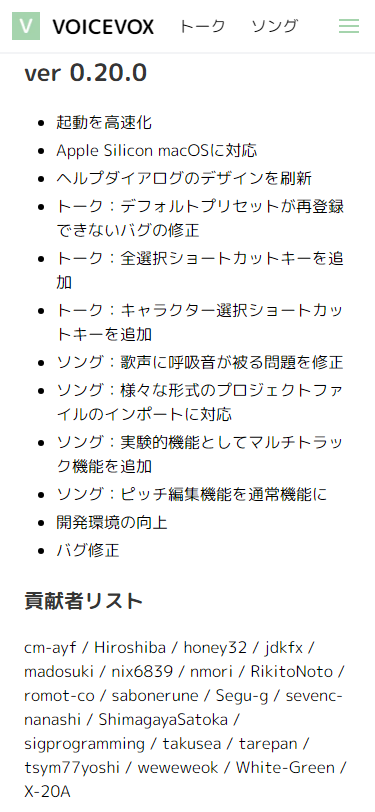 V VOICEVOX トーク ソング
ver 0.20.0
起動を高速化
Apple Silicon macOSに対応
ヘルプダイアログのデザインを刷新
トーク：デフォルトプリセットが再登録
できないバグの修正
トーク：全選択ショートカットキーを追
加
トーク：キャラクター選択ショートカッ
トキーを追加
ソング：歌声に呼吸音が被る問題を修正
ソング：様々な形式のプロジェクトファ
イルのインポートに対応
ソング：実験的機能としてマルチトラッ
ク機能を追加
ソング：ピッチ編集機能を通常機能に
開発環境の向上
バグ修正
貢献者リスト
cm-ayf / Hiroshiba / honey32 / jdkfx /
madosuki / nix6839 / nmori / RikitoNoto /
romot-co / sabonerune / Segu-g / sevenc-
nanashi / ShimagayaSatoka /
sigprogramming / takusea / tarepan /
tsym77yoshi / weweweok / White-Green /
X-20A